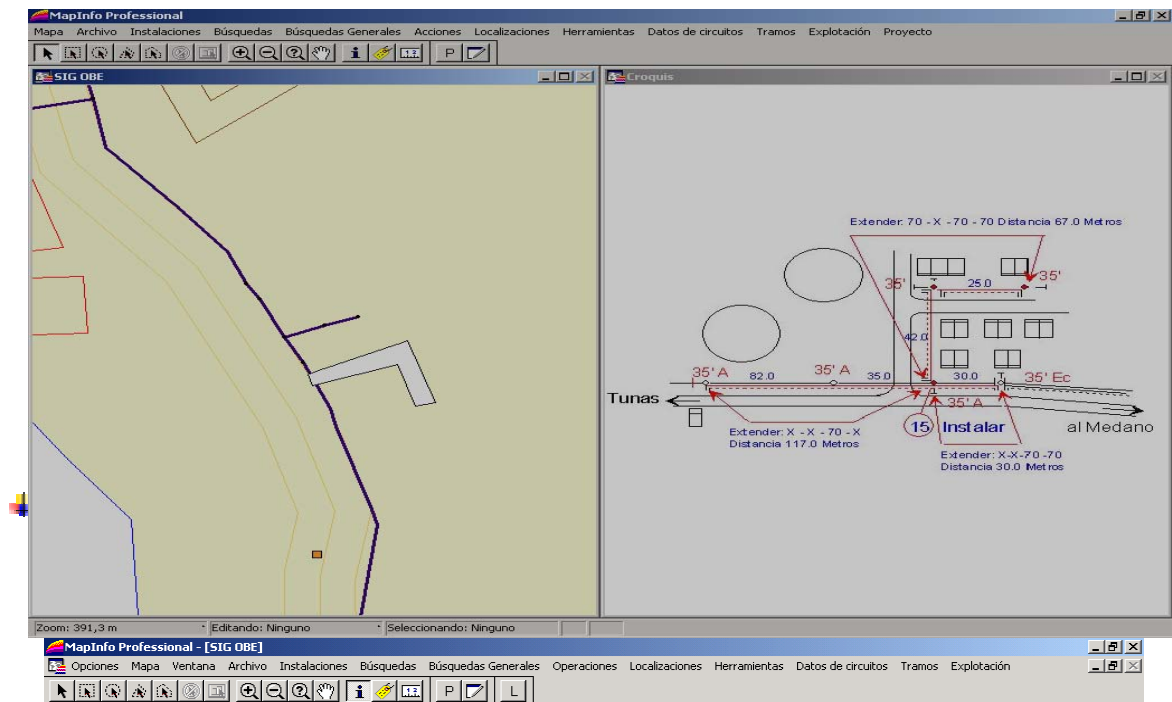 MapInfo Professional
Mapa Archivo Instalaciones Búsquedas Búsquedas Generales Acciones Localizaciones Herramientas Datos de circuitos Tramos Explotación Proyecto
P
SIG OBE
Croquis
Extender: 70 - X - 70 - 70 Distancia 67.0 Metros
35'
25.0
35'
42.0
35' A
82.0
35' A
35.0
30.0
35' Ec
Tunas
35' A
15 Instalar
al Medano
Extender: X - X - 70 - X
Distancia 117.0 Metros
Extender: X-X-70 -70
Distancia 30.0 Metros
Zoom: 391,3 m
Editando: Ninguno
Seleccionando: Ninguno
MapInfo Professional - [SIG OBE]
Opciones Mapa Ventana Archivo Instalaciones Búsquedas Búsquedas Generales Operaciones Localizaciones Herramientas Datos de circuitos Tramos Explotación
P L